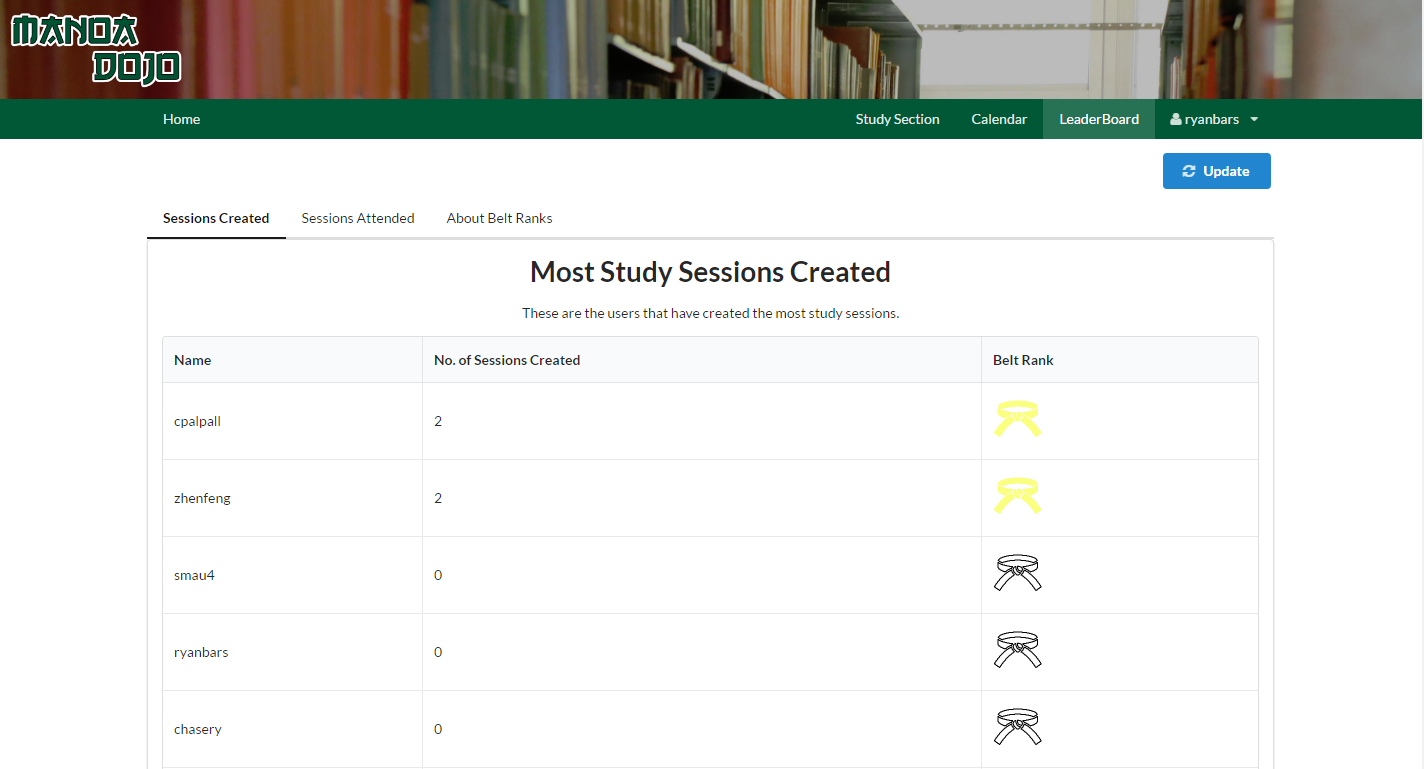 MANOA
DOJO
Home Study Section Calendar LeaderBoard ryanbars
Update
Sessions Created Sessions Attended About Belt Ranks
Most Study Sessions Created
These are the users that have created the most study sessions.
Name No. of Sessions Created Belt Rank
cpalpall 2
zhenfeng 2
smau4 0
ryanbars 0
chasery 0